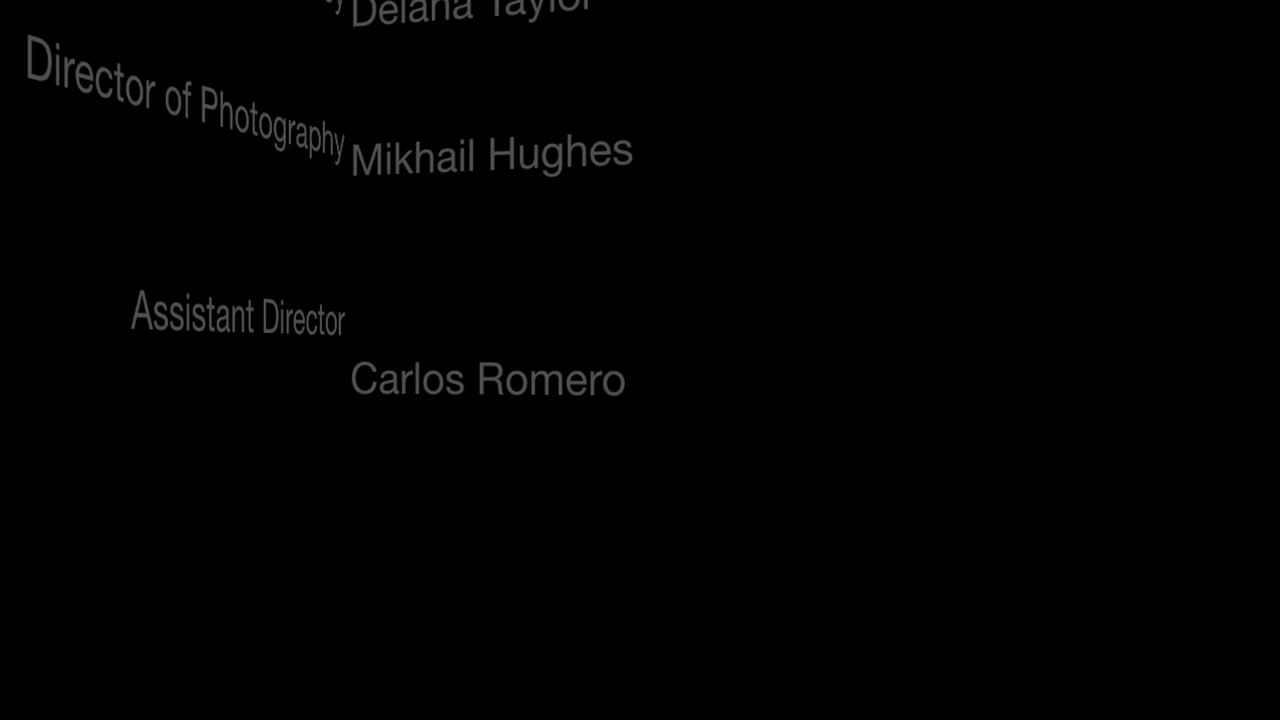 Delana Taylor
Director of Photography
Mikhail Hughes
Assistant Director
Carlos Romero